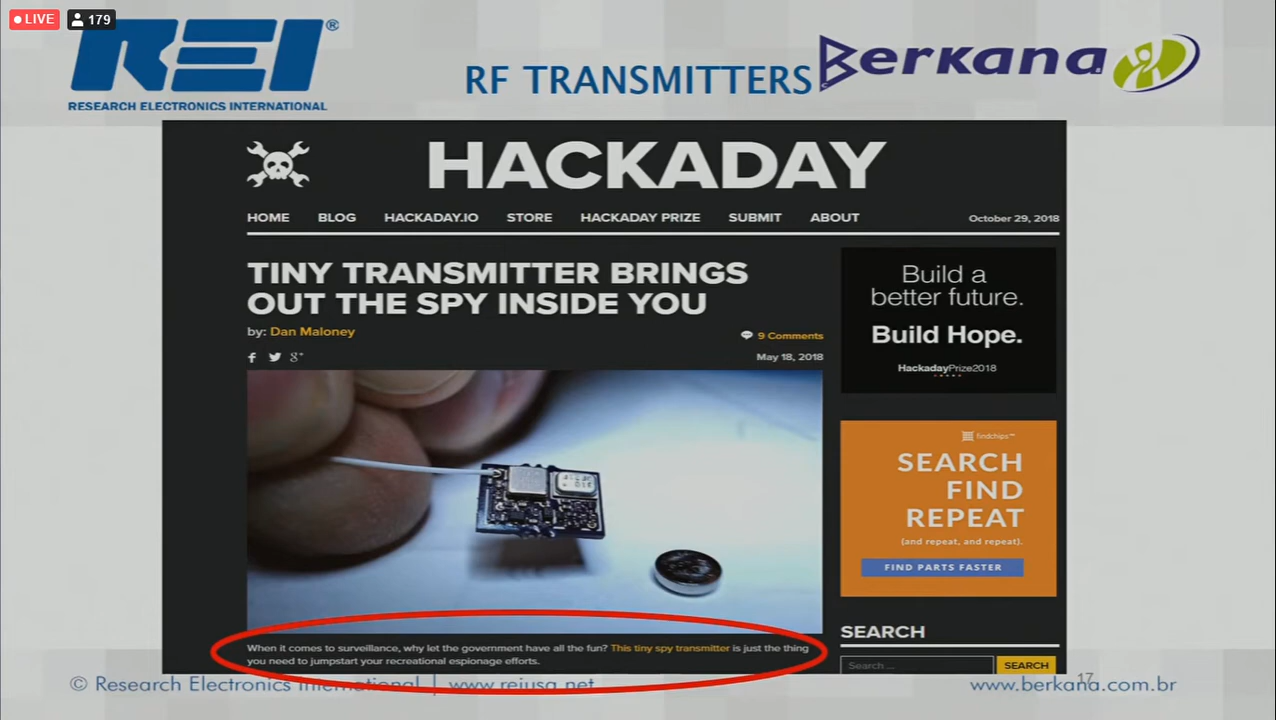 LIVE
179
REI®
RESEARCH ELECTRONICS INTERNATIONAL
RF TRANSMITTERS
Berkana®
HACKADAY
HOME BLOG HACKADAY.IO STORE HACKADAY PRIZE SUBMIT ABOUT
October 29, 2018
TINY TRANSMITTER BRINGS
OUT THE SPY INSIDE YOU
by: Dan Maloney
9 Comments
May 18, 2018
When it comes to surveillance, why let the government have all the fun? This tiny spy transmitter is just the thing
you need to jumpstart your recreational espionage efforts.
Build a
better future.
Build Hope.
HackadayPrize2018
findchips™
SEARCH
FIND
REPEAT
(and repeat, and repeat).
FIND PARTS FASTER
SEARCH
Search ...
SEARCH
© Research Electronics International | www.reiusa.net
17
www.berkana.com.br